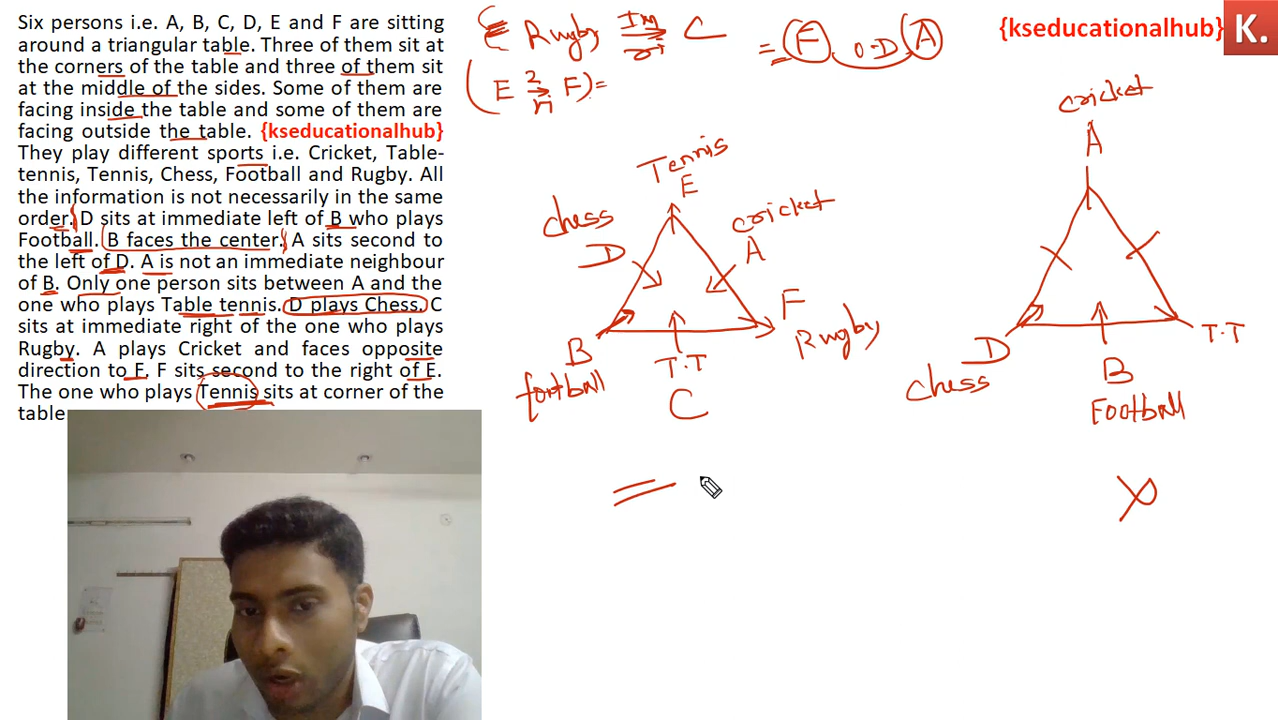 Six persons i.e. A, B, C, D, E and F are sitting
around a triangular table. Three of them sit at
the corners of the table and three of them sit
at the middle of the sides. Some of them are
facing inside the table and some of them are
facing outside the table. {kseducationalhub}
They play different sports i.e. Cricket, Table-
tennis, Tennis, Chess, Football and Rugby. All
the information is not necessarily in the same
order. D sits at immediate left of B who plays
Football. B faces the center. A sits second to
the left of D. A is not an immediate neighbour
of B. Only one person sits between A and the
one who plays Table tennis. D plays Chess. C
sits at immediate right of the one who plays
Rugby. A plays Cricket and faces opposite
direction to F. F sits second to the right of E.
The one who plays Tennis sits at corner of the
table
Rugby Im C
= F O.D A
(E 2 F)=
{kseducationalhub}
K.
Tennis
E
chess
D
cricket
A
F
Rugby
B
football
T.T
C
cricket
A
D
chess
B
Football
T.T
=